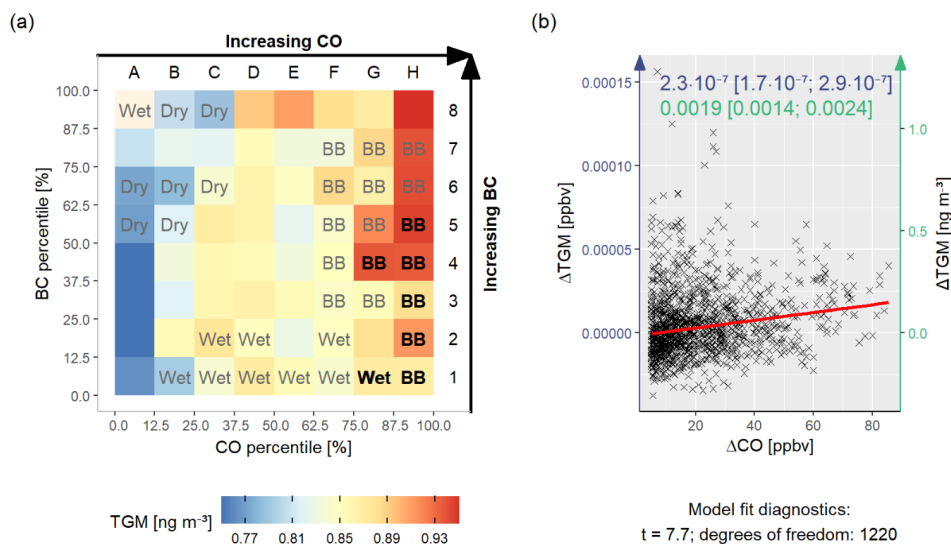 (a)
Increasing CO
A B C D E F G H
100.0
Wet Dry Dry 8
87.5
BB BB BB 7
75.0
Dry Dry Dry BB BB BB 6
62.5
Dry Dry BB BB BB 5
50.0
BB BB BB 4
37.5
BB BB BB 3
25.0
Wet Wet Wet BB 2
12.5
Wet Wet Wet Wet Wet Wet BB 1
0.0
BC percentile [%]
Increasing BC
0.0 12.5 25.0 37.5 50.0 62.5 75.0 87.5 100.0
CO percentile [%]
TGM [ng m⁻³]
0.77 0.81 0.85 0.89 0.93
(b)
2.3·10⁻⁷ [1.7·10⁻⁷; 2.9·10⁻⁷]
0.0019 [0.0014; 0.0024]
0.00015
0.00010
0.00005
0.00000
ΔTGM [ppbv]
1.0
0.5
0.0
ΔTGM [ng m⁻³]
20 40 60 80
ΔCO [ppbv]
Model fit diagnostics:
t = 7.7; degrees of freedom: 1220